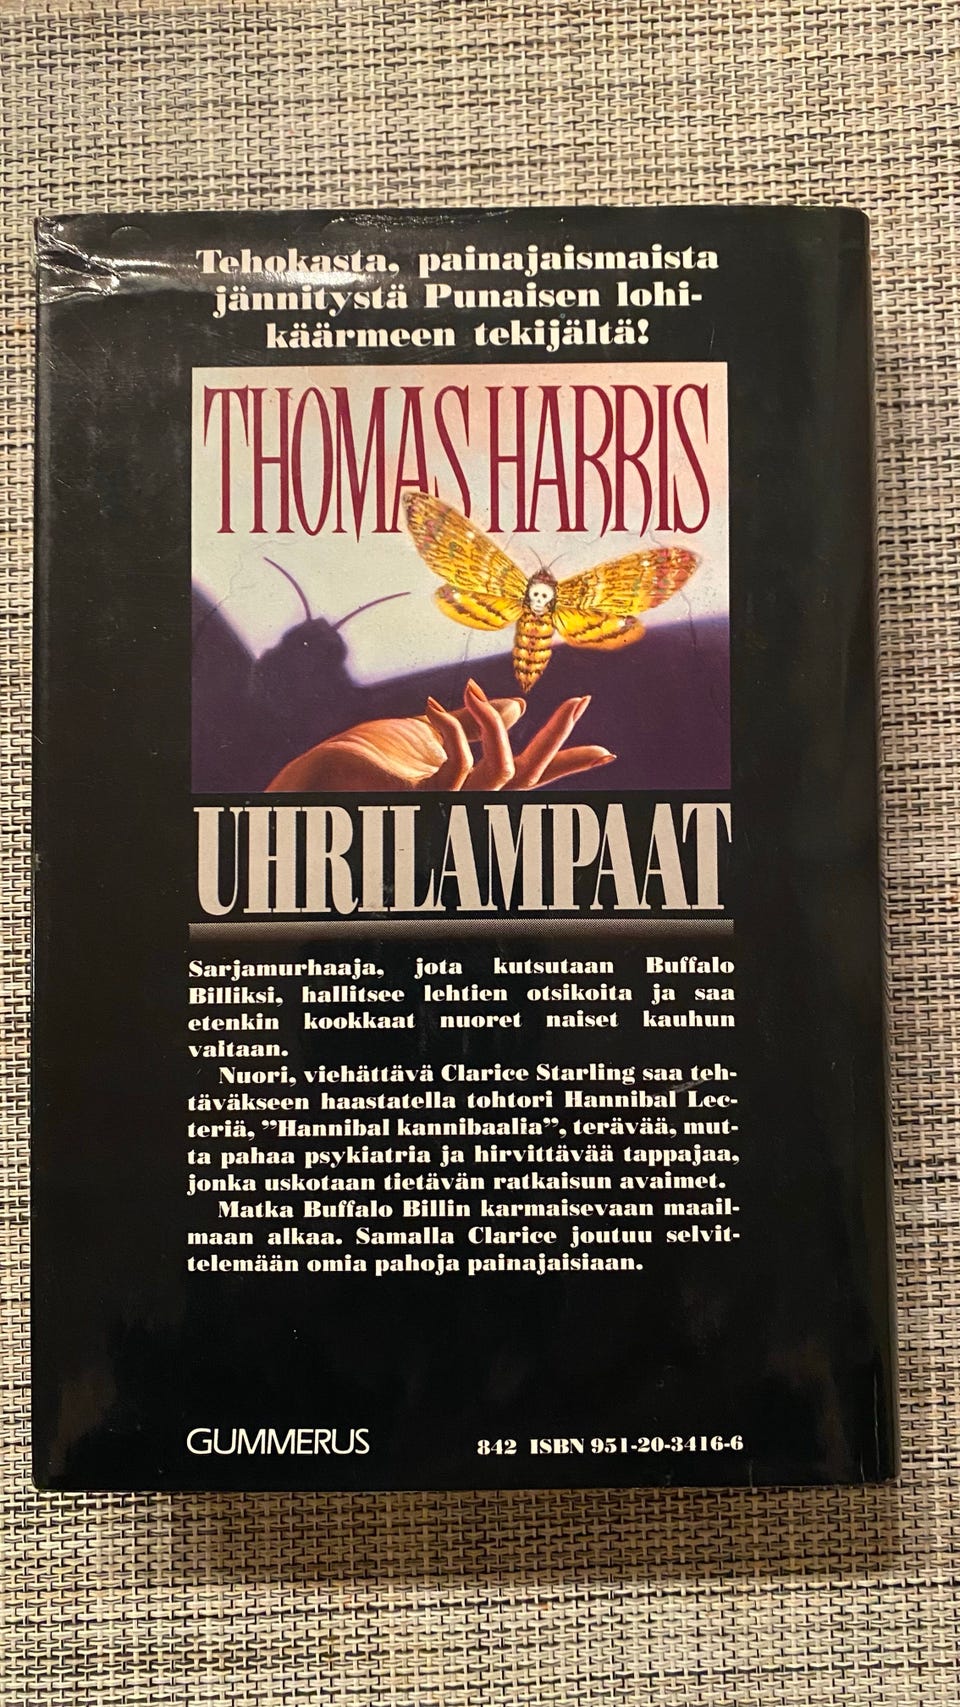 Tehokasta, painajaismaista
jännitystä Punaisen lohi-
käärmeen tekijältä!
THOMAS HARRIS
UHRILAMPAAT
Sarjamurhaaja, jota kutsutaan Buffalo
Billiksi, hallitsee lehtien otsikoita ja saa
etenkin kookkaat nuoret naiset kauhun
valtaan.
Nuori, viehättävä Clarice Starling saa teh-
täväkseen haastatella tohtori Hannibal Lec-
teriä, ”Hannibal kannibaalia”, terävää, mut-
ta pahaa psykiatria ja hirvittävää tappajaa,
jonka uskotaan tietävän ratkaisun avaimet.
Matka Buffalo Billin karmaisevaan maail-
maan alkaa. Samalla Clarice joutuu selvit-
telemään omia pahoja painajaisiaan.
GUMMERUS
842 ISBN 951-20-3416-6